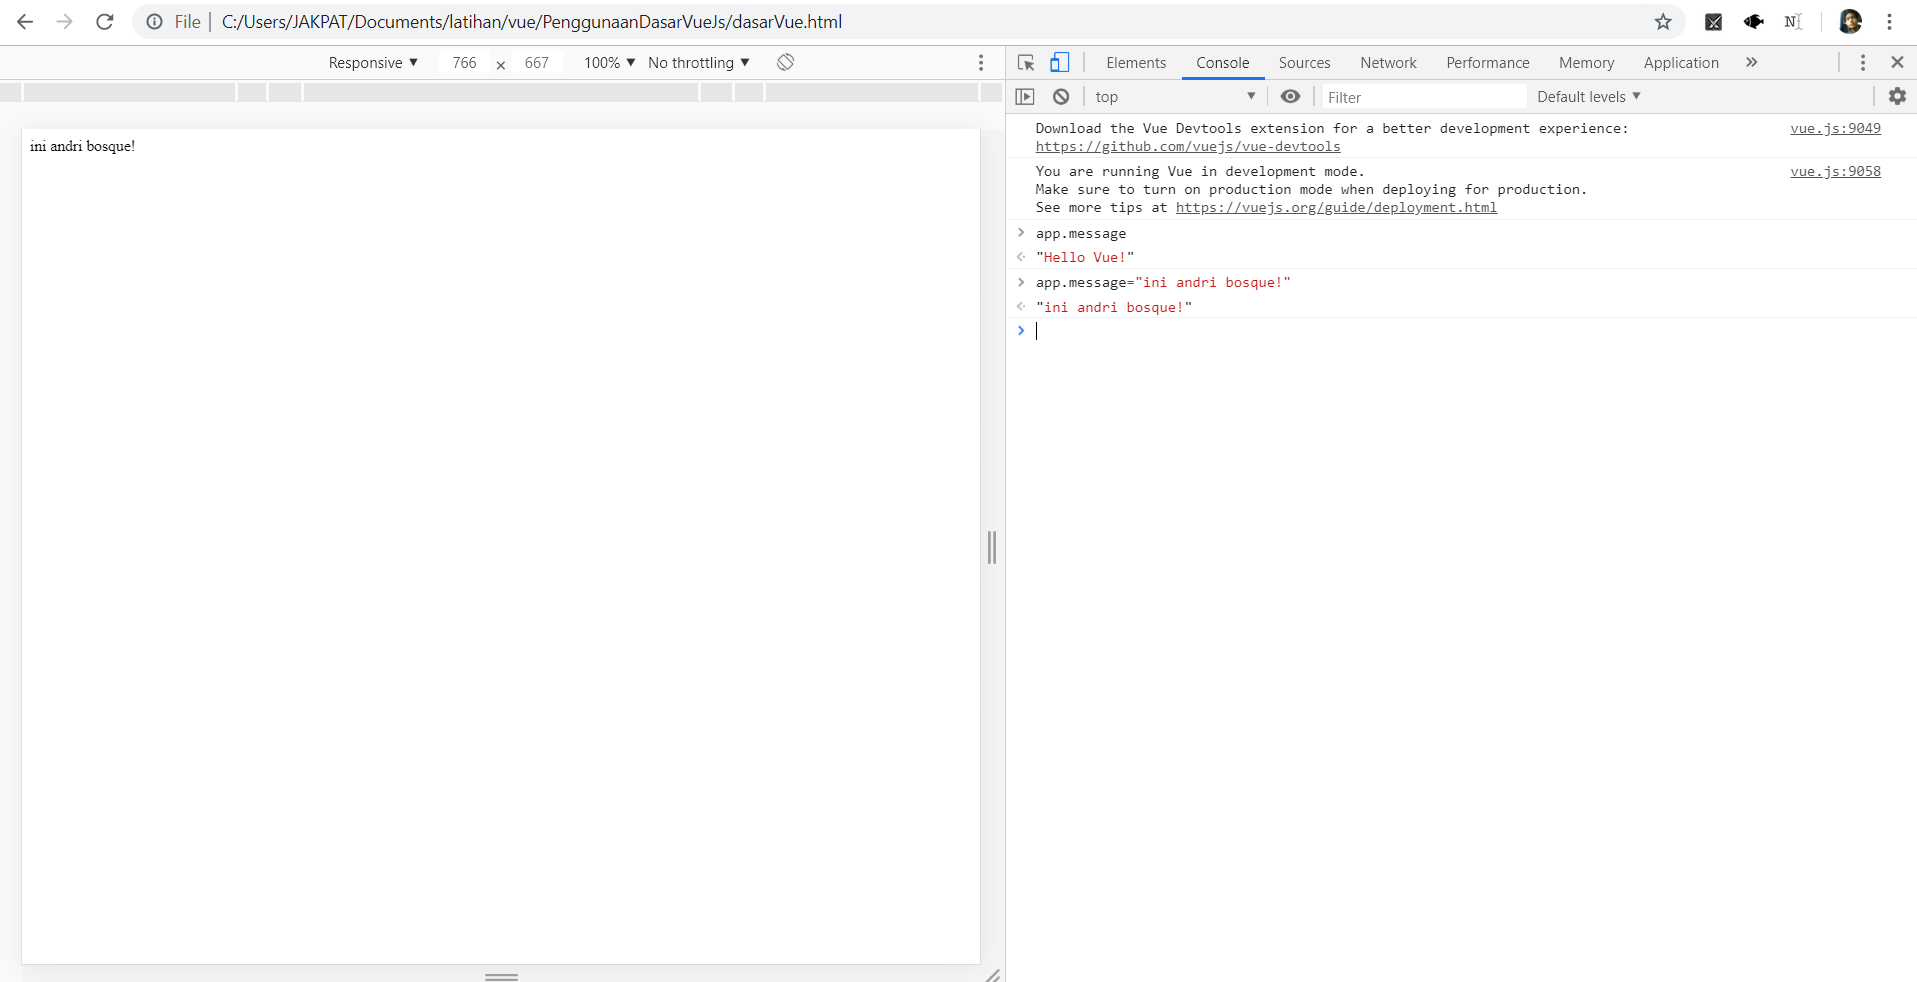 File | C:/Users/JAKPAT/Documents/latihan/vue/PenggunaanDasarVueJs/dasarVue.html
Responsive ▼ 766 × 667 100% ▼ No throttling ▼
Elements Console Sources Network Performance Memory Application »
top ▼ Filter Default levels ▼
ini andri bosque!
Download the Vue Devtools extension for a better development experience: vue.js:9049
https://github.com/vuejs/vue-devtools
You are running Vue in development mode. vue.js:9058
Make sure to turn on production mode when deploying for production.
See more tips at https://vuejs.org/guide/deployment.html
> app.message
"Hello Vue!"
> app.message="ini andri bosque!"
"ini andri bosque!"
>